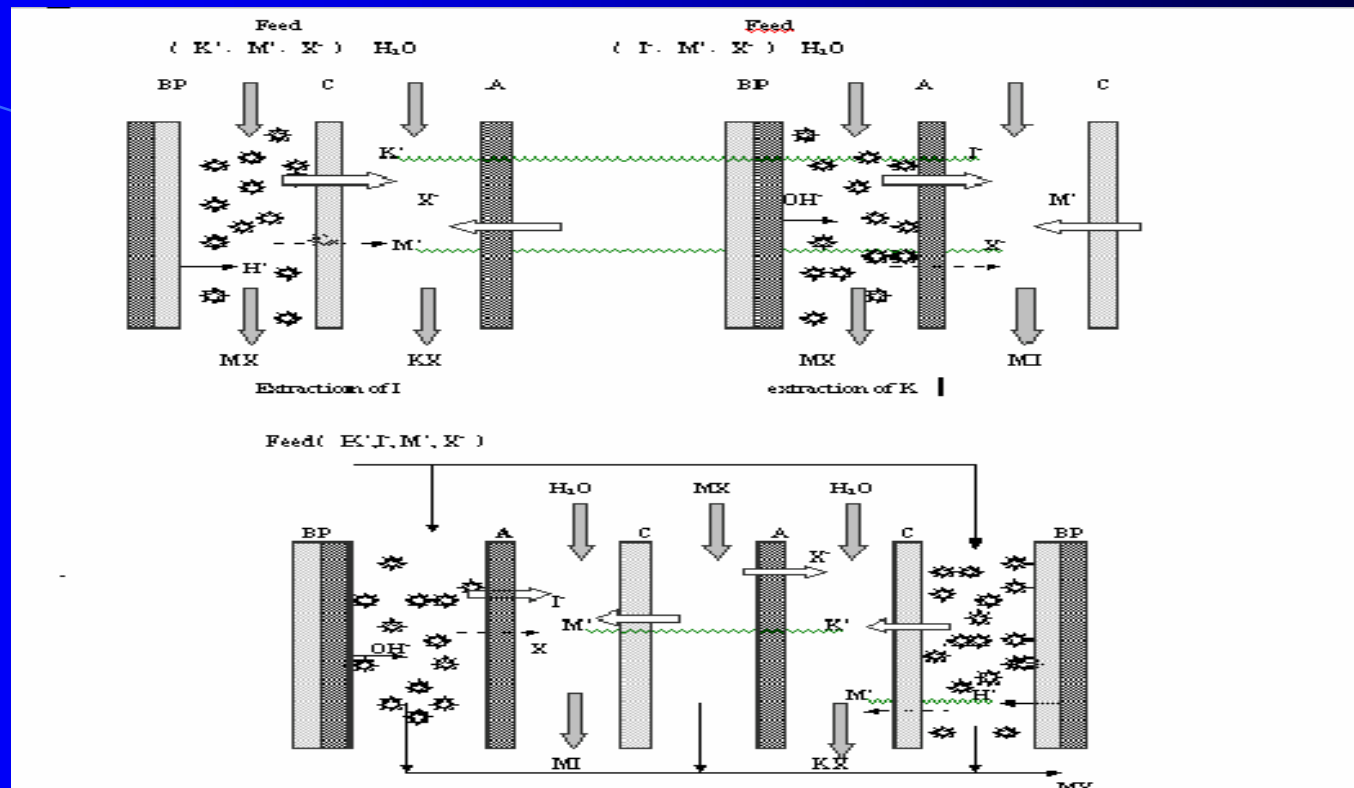 Feed
( K⁺. M⁺. X⁻ ) H₂O
BP C A
K⁺
X⁻
M⁺
H⁺
MX KX
Extractiom of I
Feed
( I⁻. M⁺. X⁻ ) H₂O
BP A C
I⁻
OH⁻ M⁺
X⁻
MX MI
extraction of K
Feed( K⁺,I⁻, M⁺, X⁻ )
H₂O MX H₂O
BP A C A C BP
X⁻
I⁻
M⁺ K⁺
OH⁻ X
M⁺ H⁺
MI KX
MX